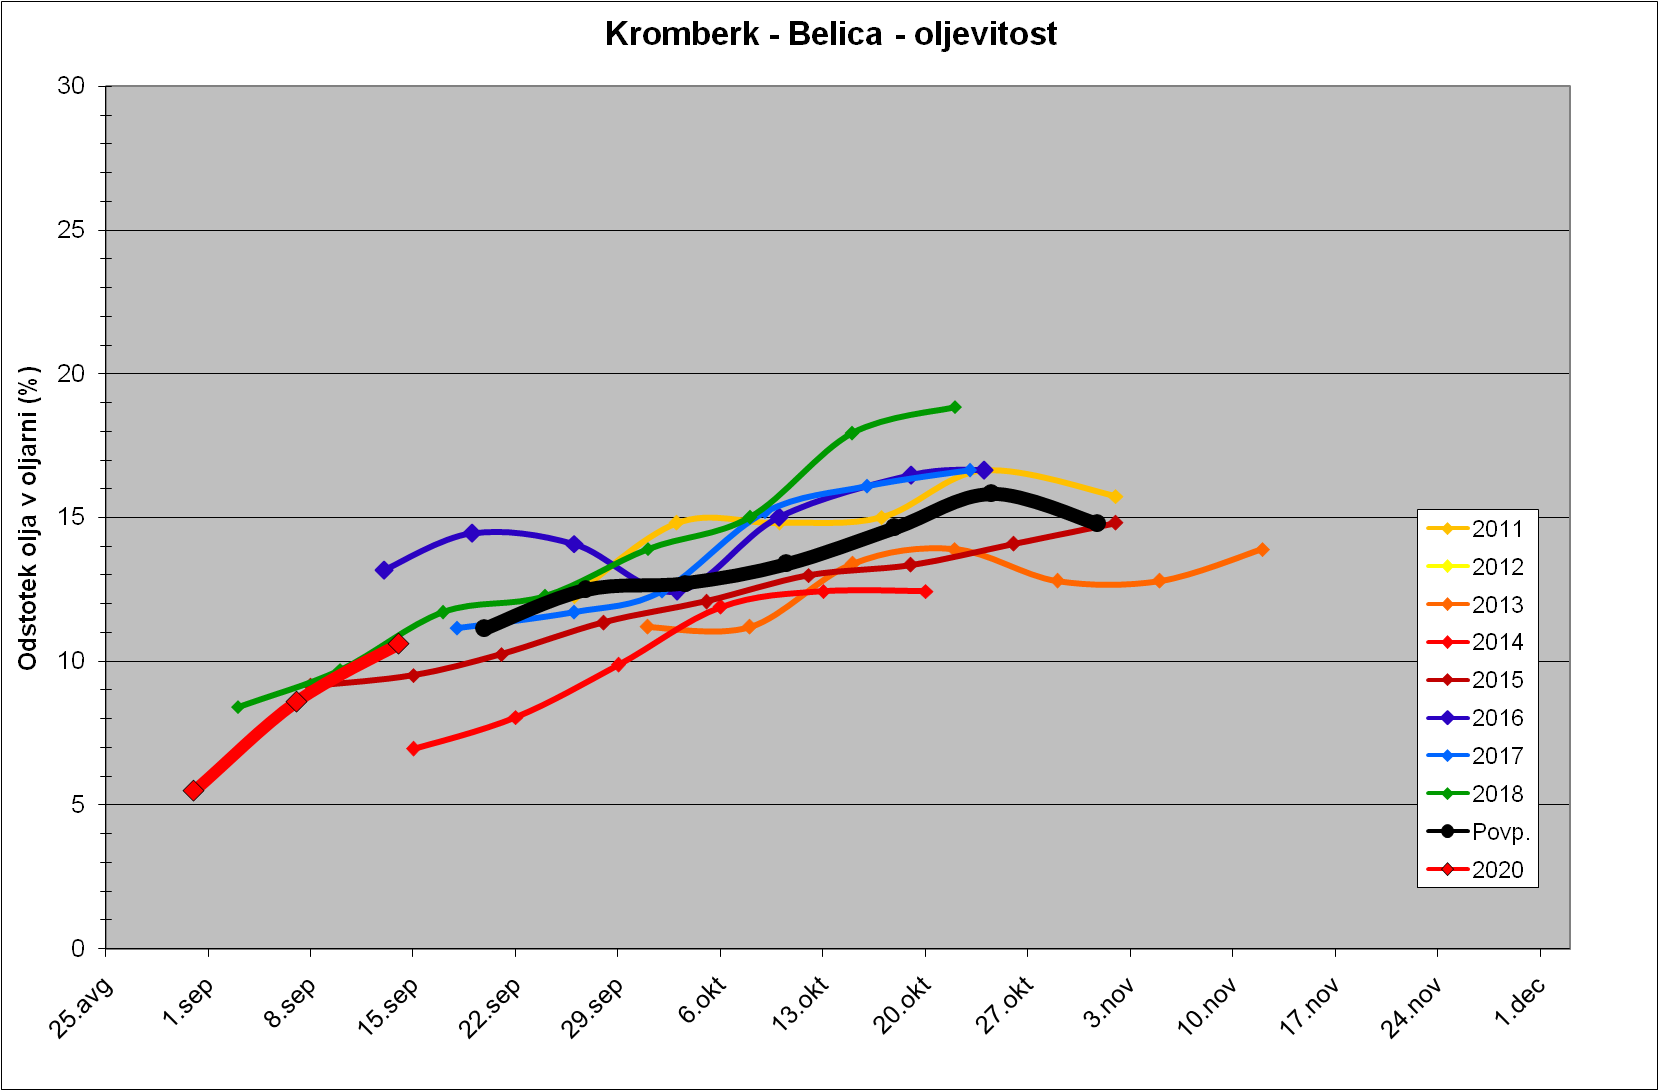 Kromberk - Belica - oljevitost
Odstotek olja v oljarni (%)
30
25
20
15
10
5
0
25.avg
1.sep
8.sep
15.sep
22.sep
29.sep
6.okt
13.okt
20.okt
27.okt
3.nov
10.nov
17.nov
24.nov
1.dec
2011
2012
2013
2014
2015
2016
2017
2018
Povp.
2020